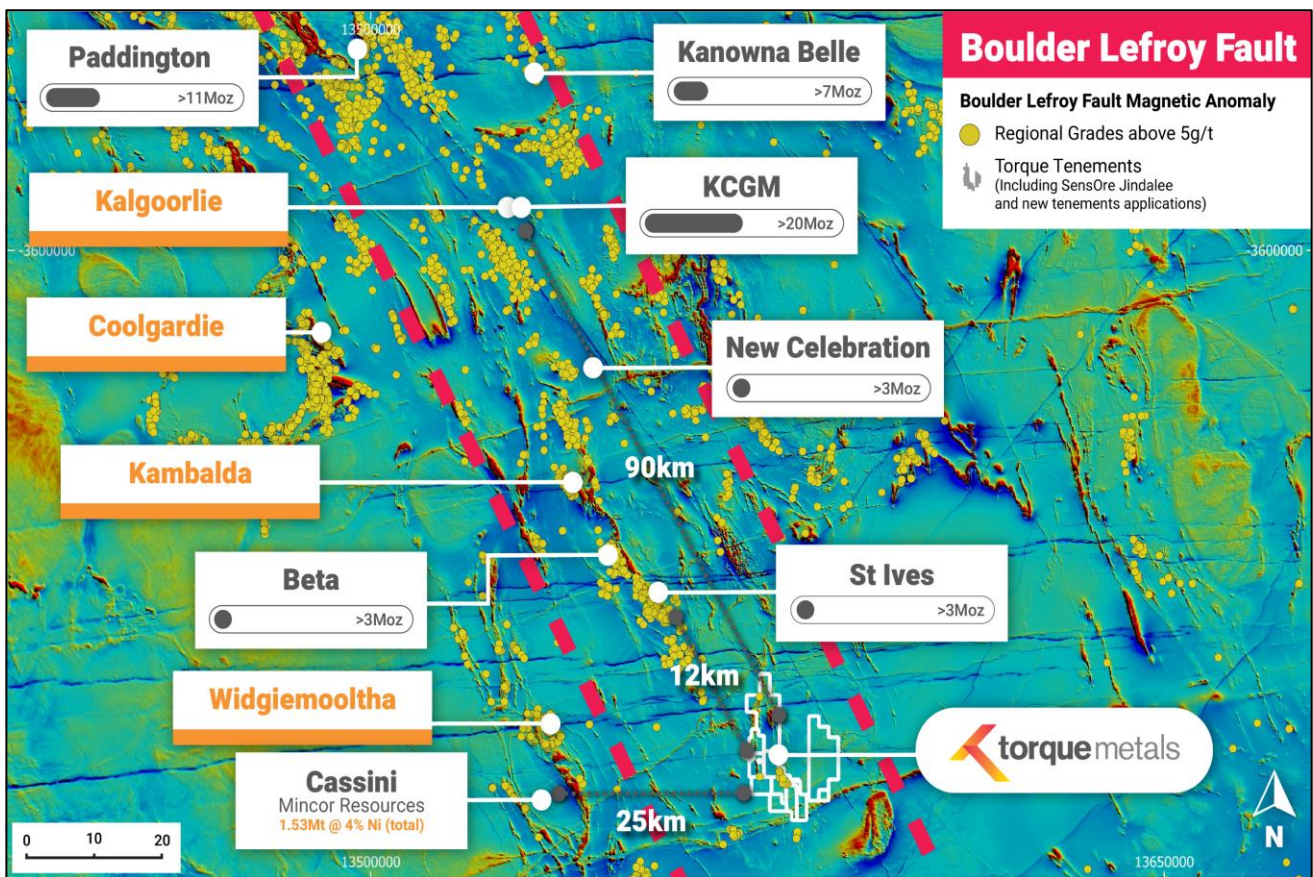 13500000
Boulder Lefroy Fault
Boulder Lefroy Fault Magnetic Anomaly
Regional Grades above 5g/t
Torque Tenements
(Including SensOre Jindalee
and new tenements applications)
Paddington
>11Moz
Kanowna Belle
>7Moz
Kalgoorlie
KCGM
>20Moz
-3600000
-3600000
Coolgardie
New Celebration
>3Moz
Kambalda
90km
Beta
>3Moz
St Ives
>3Moz
12km
Widgiemooltha
torquemetals
Cassini
Mincor Resources
1.53Mt @ 4% Ni (total)
25km
0 10 20
N
13500000
13650000